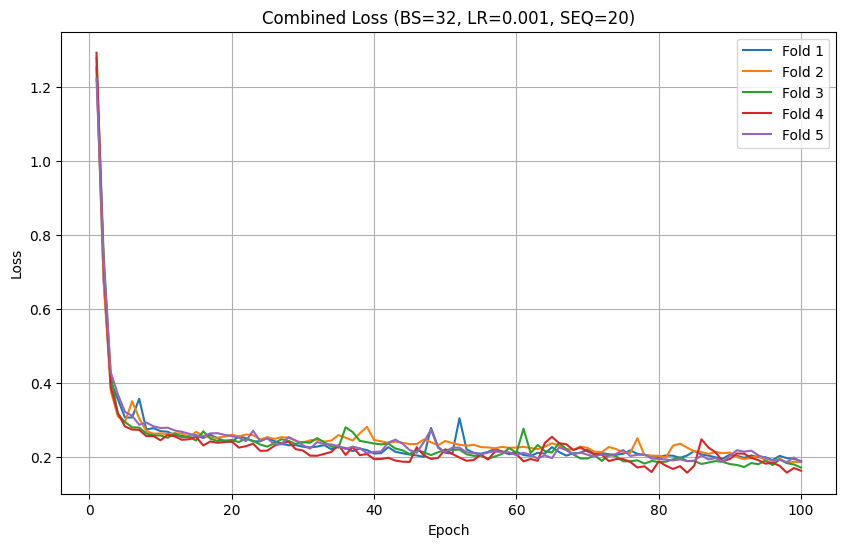 Combined Loss (BS=32, LR=0.001, SEQ=20)
Fold 1
Fold 2
Fold 3
Fold 4
Fold 5
Loss
1.2
1.0
0.8
0.6
0.4
0.2
0 20 40 60 80 100
Epoch